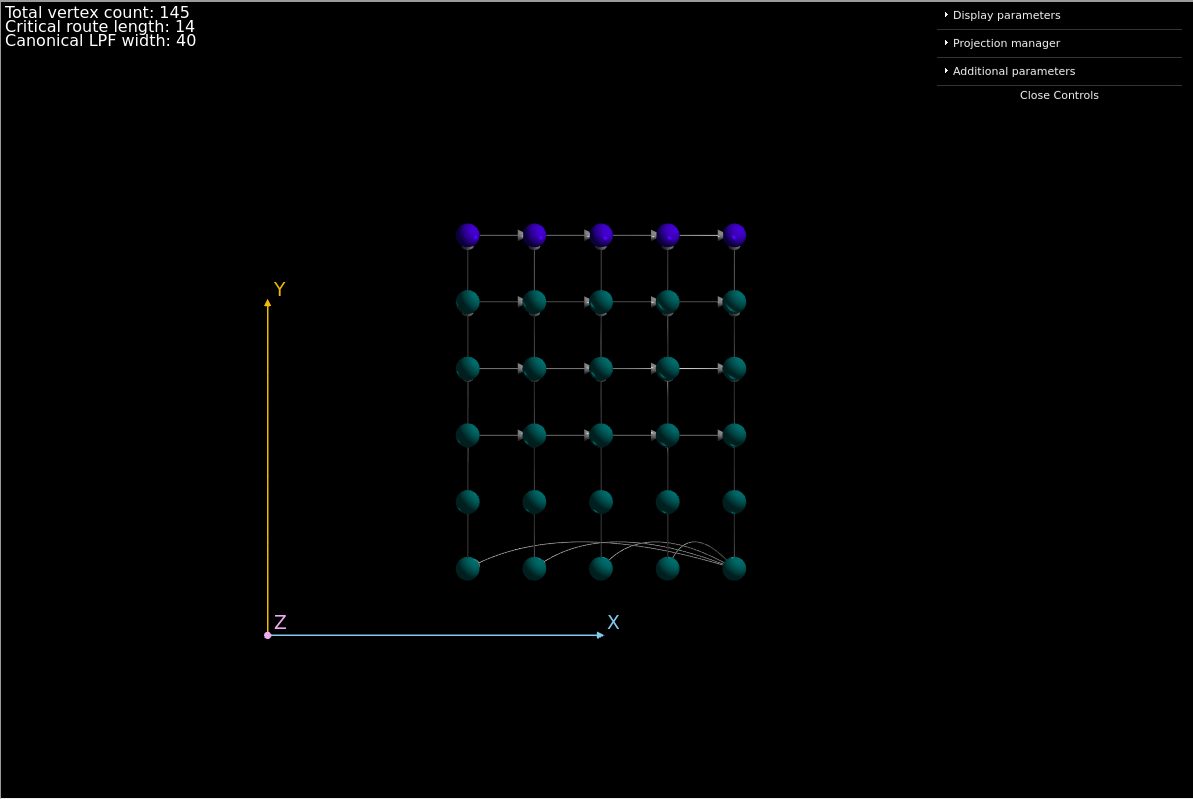 Total vertex count: 145
Critical route length: 14
Canonical LPF width: 40
Display parameters
Projection manager
Additional parameters
Close Controls
Y
Z
X